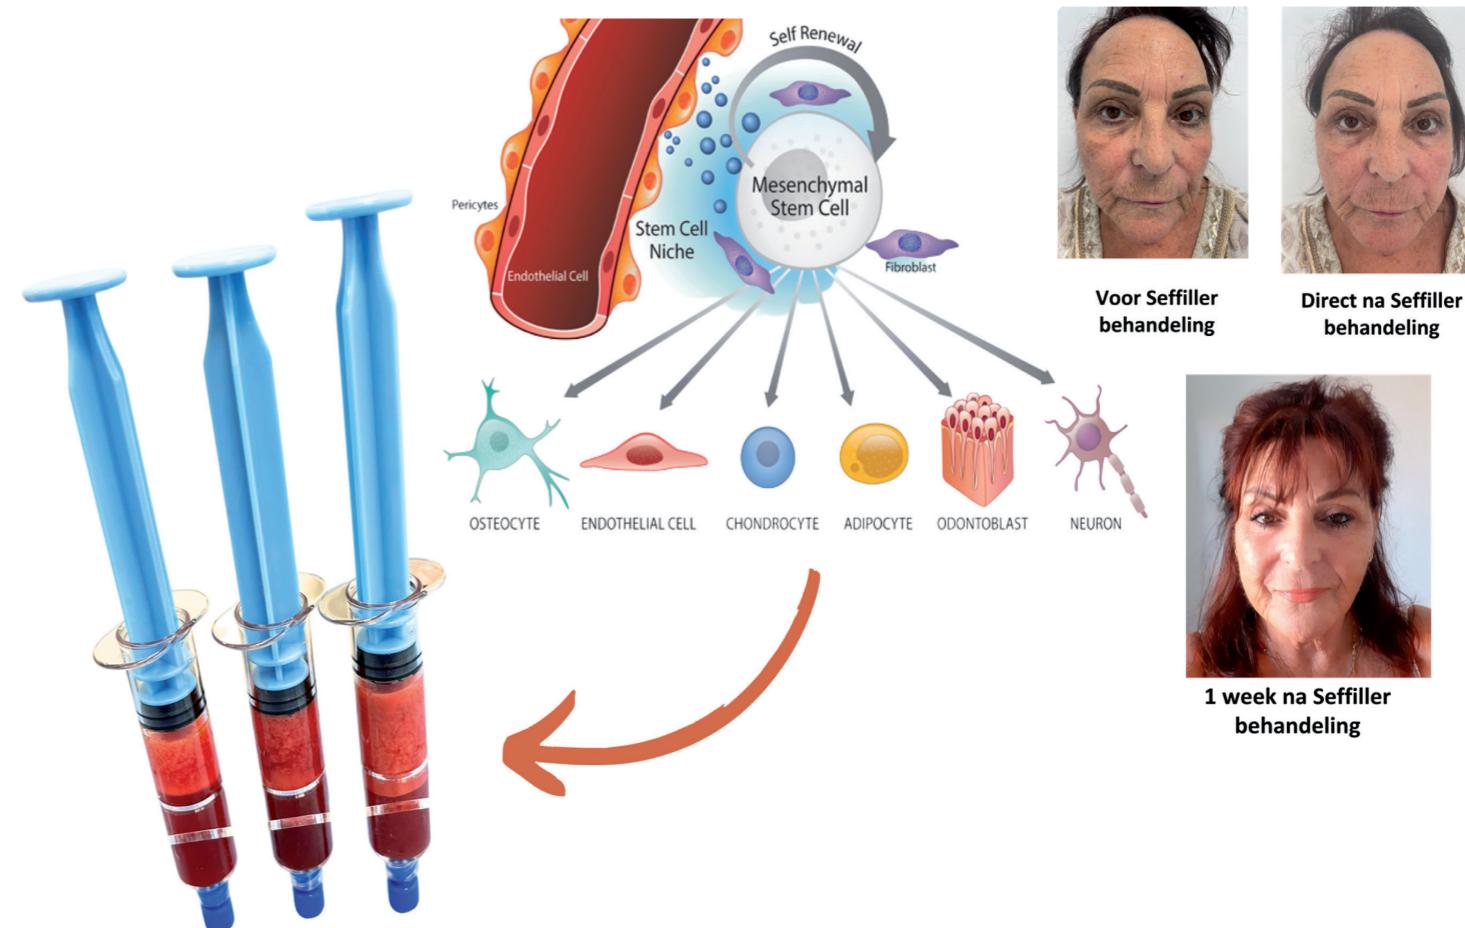 Self Renewal
Mesenchymal
Stem Cell
Pericytes
Stem Cell
Niche
Endothelial Cell
Fibroblast
OSTEOCYTE
ENDOTHELIAL CELL
CHONDROCYTE
ADIPOCYTE
ODONTOBLAST
NEURON
Voor Seffiller
behandeling
Direct na Seffiller
behandeling
1 week na Seffiller
behandeling